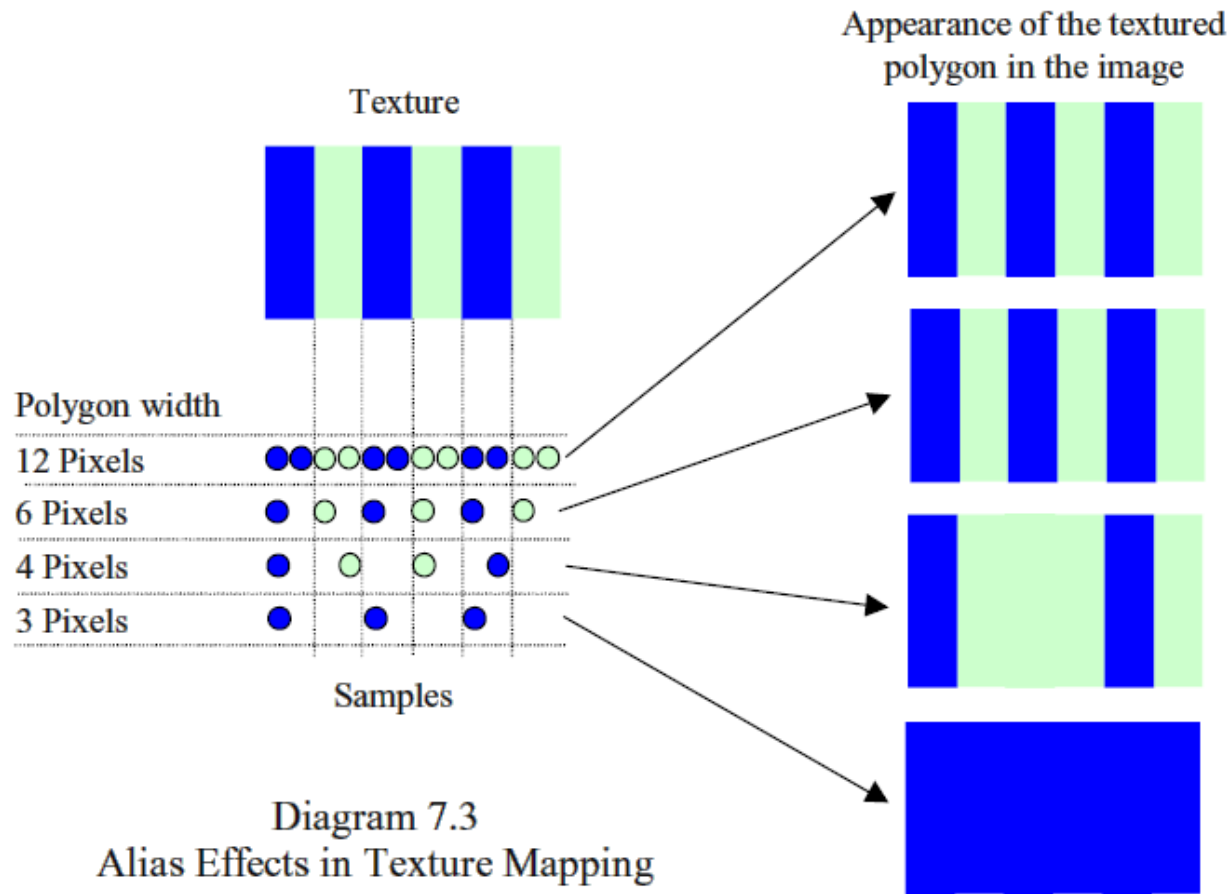 Appearance of the textured
polygon in the image
Texture
Polygon width
12 Pixels
6 Pixels
4 Pixels
3 Pixels
Samples
Diagram 7.3
Alias Effects in Texture Mapping